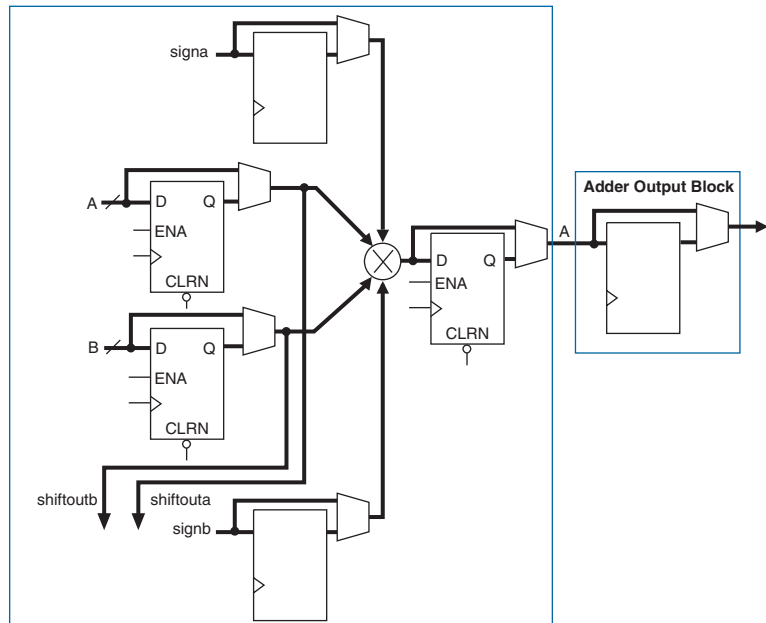 signa
Adder Output Block
A
D Q
ENA
CLRN
A
D Q
ENA
CLRN
B
D Q
ENA
CLRN
shiftoutb
shiftouta
signb